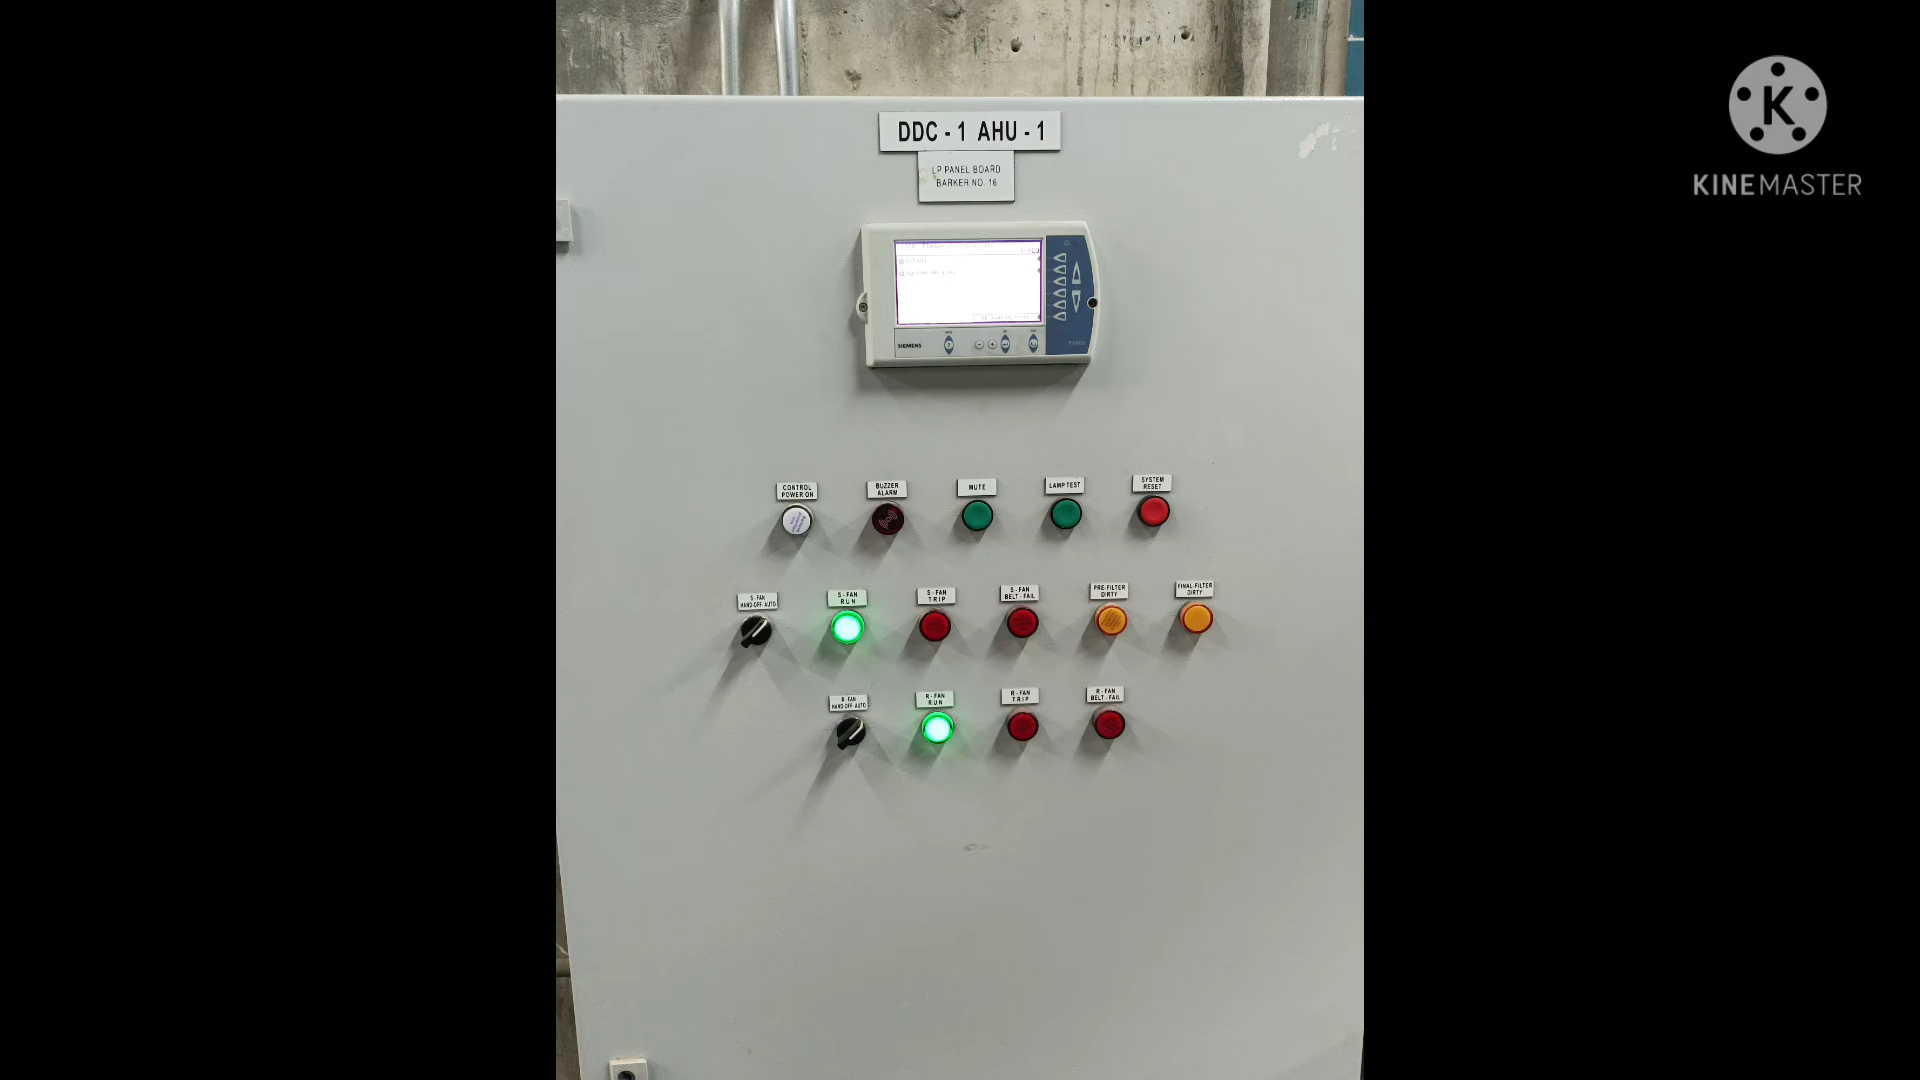 DDC - 1 AHU - 1
LP PANEL BOARD
BARKER NO. 16
KINEMASTER
SIEMENS
CONTROL
POWER ON
BUZZER
ALARM
MUTE
LAMP TEST
SYSTEM
RESET
S - FAN
HAND-OFF-AUTO
S - FAN
RUN
S - FAN
TRIP
S - FAN
BELT - FAIL
PRE-FILTER
DIRTY
FINAL-FILTER
DIRTY
R - FAN
HAND-OFF-AUTO
R - FAN
RUN
R - FAN
TRIP
R - FAN
BELT - FAIL